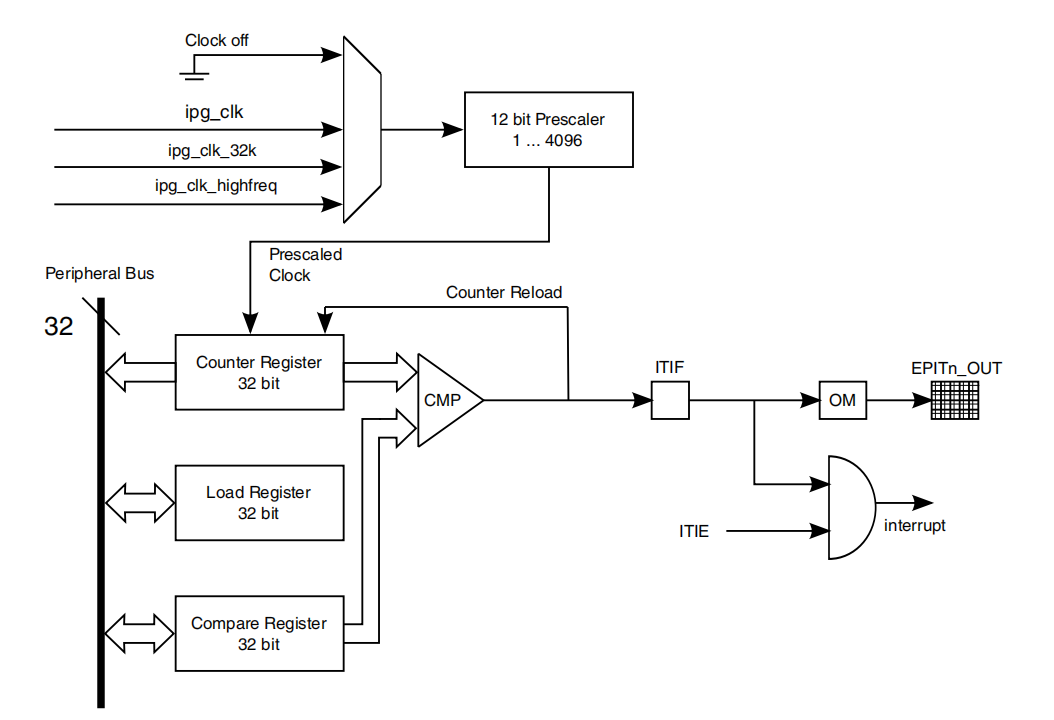 Clock off
ipg_clk
ipg_clk_32k
ipg_clk_highfreq
12 bit Prescaler
1 ... 4096
Prescaled
Clock
Peripheral Bus
32
Counter Reload
Counter Register
32 bit
CMP
ITIF
OM
EPITn_OUT
Load Register
32 bit
ITIE
interrupt
Compare Register
32 bit